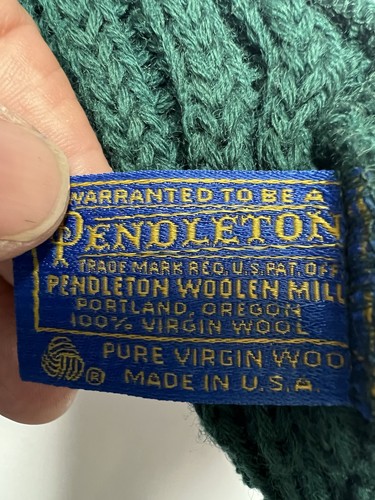 WARRANTED TO BE A
PENDLETON
TRADE MARK REG. U.S. PAT. OFF.
PENDLETON WOOLEN MILL
PORTLAND, OREGON
100% VIRGIN WOOL
PURE VIRGIN WOO
® MADE IN U.S.A.